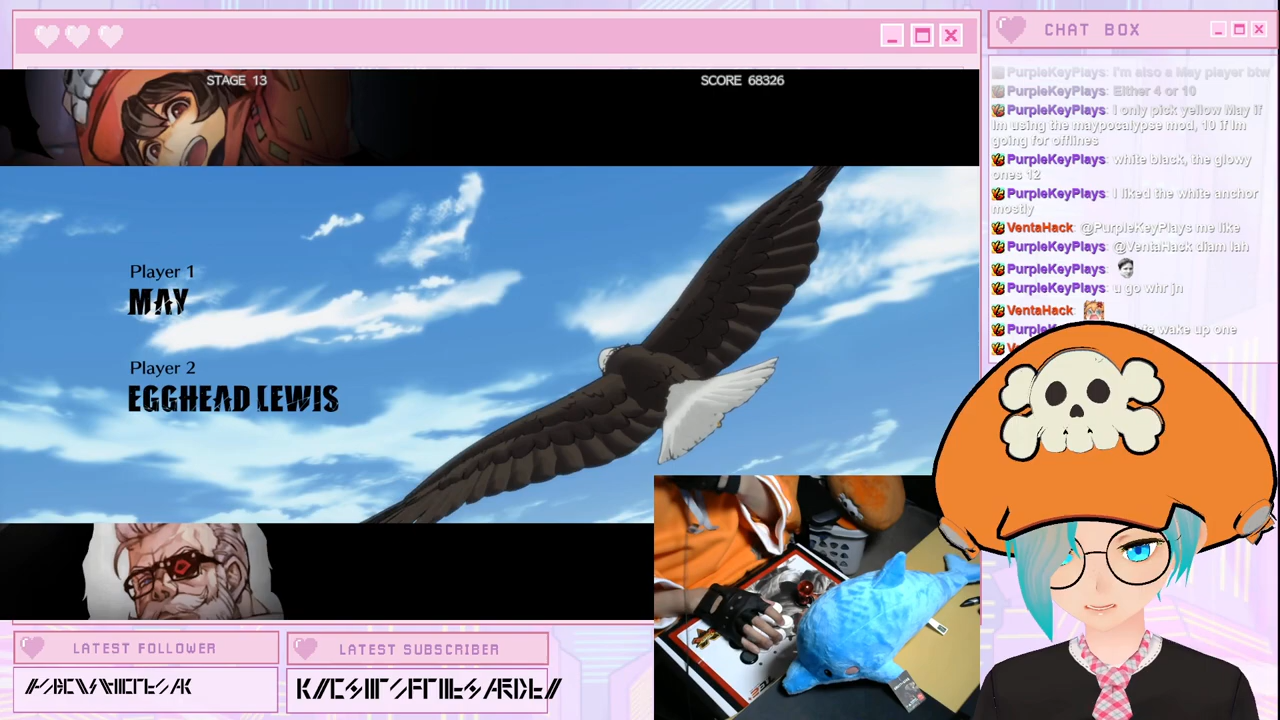 CHAT BOX
STAGE 13
SCORE 68326
PurpleKeyPlays: I'm also a May player btw
PurpleKeyPlays: Either 4 or 10
PurpleKeyPlays: I only pick yellow May if
Im using the maypocalypse mod, 10 if Im
going for offlines
PurpleKeyPlays: white black, the glowy
ones 12
PurpleKeyPlays: I liked the white anchor
mostly
VentaHack: @PurpleKeyPlays me like
PurpleKeyPlays: @VentaHack diam lah
PurpleKeyPlays:
PurpleKeyPlays: u go whr jn
VentaHack:
wake up one
Player 1
MAY
Player 2
EGGHEAD LEWIS
LATEST FOLLOWER
LATEST SUBSCRIBER